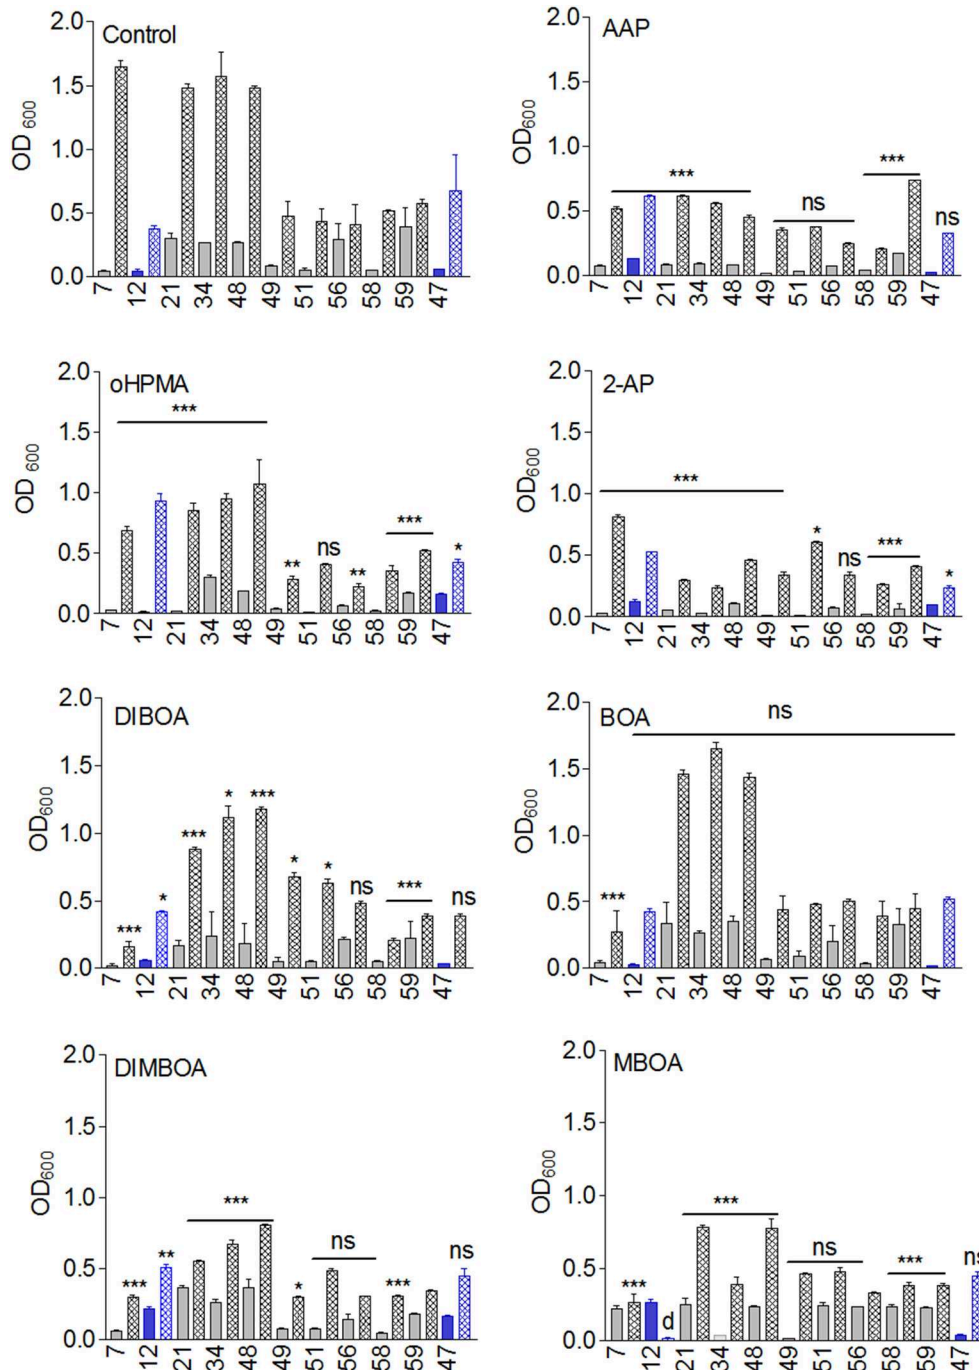 Control
OD 600
2.0
1.5
1.0
0.5
0.0
7 12 21 34 48 49 51 56 58 59 47
AAP
OD600
2.0
1.5
1.0
0.5
0.0
*** ns *** ns
7 12 21 34 48 49 51 56 58 59 47
oHPMA
OD 600
2.0
1.5
1.0
0.5
0.0
*** ** ns ** *** *
7 12 21 34 48 49 51 56 58 59 47
2-AP
OD600
2.0
1.5
1.0
0.5
0.0
*** * ns *** *
7 12 21 34 48 49 51 56 58 59 47
DIBOA
OD600
2.0
1.5
1.0
0.5
0.0
*** * *** * *** * * ns *** ns
7 12 21 34 48 49 51 56 58 59 47
BOA
OD600
2.0
1.5
1.0
0.5
0.0
*** ns
7 12 21 34 48 49 51 56 58 59 47
DIMBOA
OD600
2.0
1.5
1.0
0.5
0.0
*** ** *** * ns *** ns
7 12 21 34 48 49 51 56 58 59 47
MBOA
OD600
2.0
1.5
1.0
0.5
0.0
*** d *** ns *** ns
7 12 21 34 48 49 51 56 58 59 47